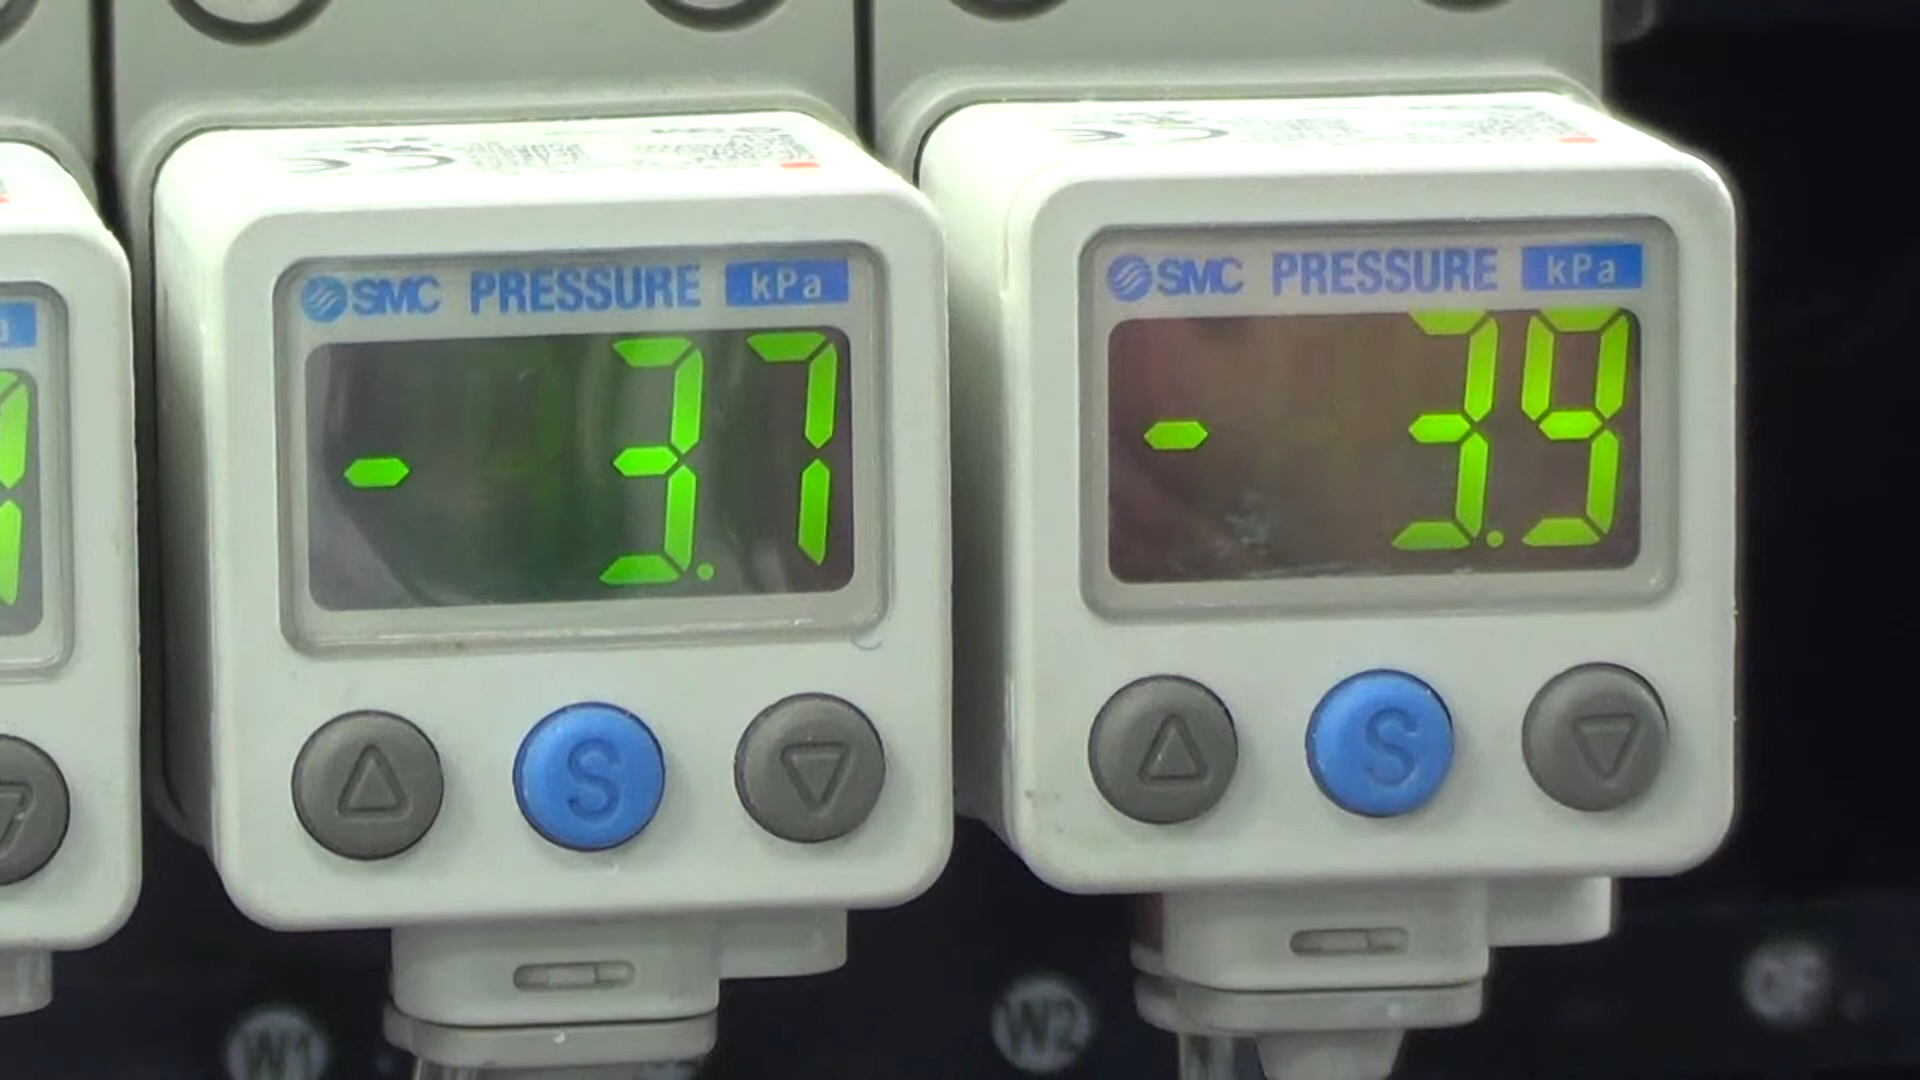 SMC PRESSURE kPa
- 3.7
S
W1
SMC PRESSURE kPa
- 3.9
S
W2